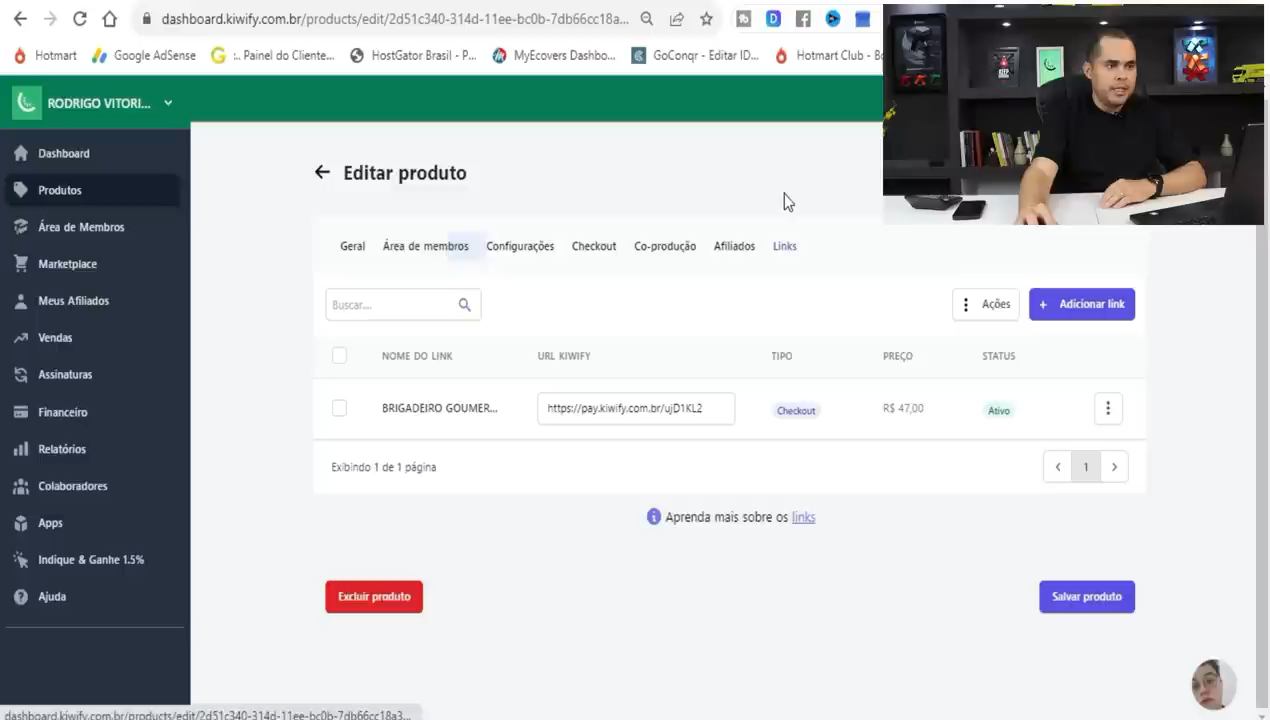 dashboard.kiwify.com.br/products/edit/2d51c340-314d-11ee-bc0b-7db66cc18a...
Hotmart
Google AdSense
:. Painel do Cliente...
HostGator Brasil - P...
MyEcovers Dashbo...
GoConqr - Editar ID...
Hotmart Club - Bo
RODRIGO VITORI...
Dashboard
Produtos
Área de Membros
Marketplace
Meus Afiliados
Vendas
Assinaturas
Financeiro
Relatórios
Colaboradores
Apps
Indique & Ganhe 1.5%
Ajuda
Editar produto
Geral
Área de membros
Configurações
Checkout
Co-produção
Afiliados
Links
Buscar...
Ações
+ Adicionar link
NOME DO LINK
URL KIWIFY
TIPO
PREÇO
STATUS
BRIGADEIRO GOUMER...
https://pay.kiwify.com.br/ujD1KL2
Checkout
R$ 47,00
Ativo
Exibindo 1 de 1 página
1
Aprenda mais sobre os links
Excluir produto
Salvar produto
dashboard.kiwify.com.br/products/edit/2d51c340-314d-11ee-bc0b-7db66cc18a3...